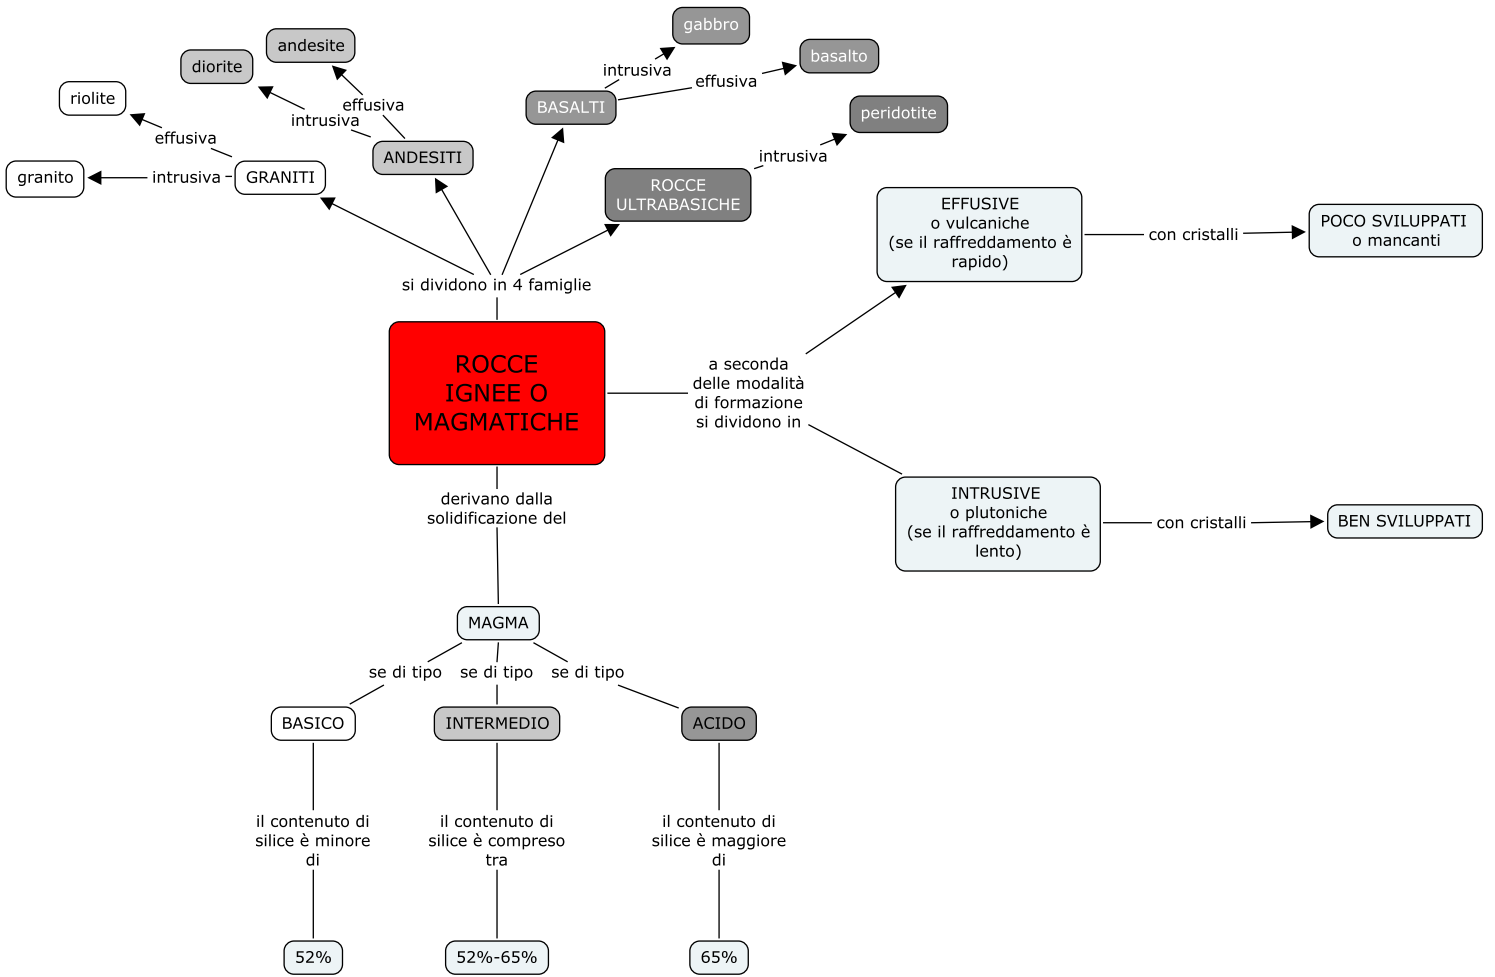 gabbro
andesite
basalto
diorite
intrusiva
effusiva
riolite
effusiva
BASALTI
peridotite
intrusiva
effusiva
ANDESITI
intrusiva
granito
intrusiva
GRANITI
ROCCE
ULTRABASICHE
EFFUSIVE
o vulcaniche
(se il raffreddamento è
rapido)
con cristalli
POCO SVILUPPATI
o mancanti
si dividono in 4 famiglie
ROCCE
IGNEE O
MAGMATICHE
a seconda
delle modalità
di formazione
si dividono in
INTRUSIVE
o plutoniche
(se il raffreddamento è
lento)
con cristalli
BEN SVILUPPATI
derivano dalla
solidificazione del
MAGMA
se di tipo
se di tipo
se di tipo
BASICO
INTERMEDIO
ACIDO
il contenuto di
silice è minore
di
il contenuto di
silice è compreso
tra
il contenuto di
silice è maggiore
di
52%
52%-65%
65%